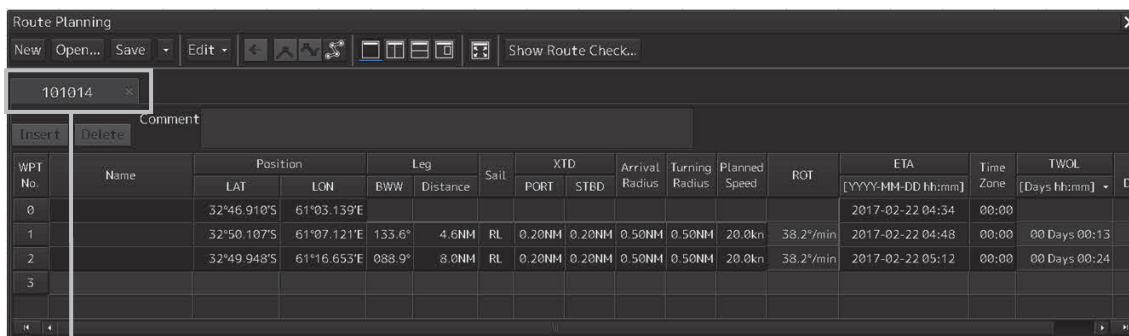 Route Planning
New Open... Save Edit Show Route Check...
101014
Comment
Insert Delete
WPT No. Name Position Leg Sail XTD Arrival Radius Turning Radius Planned Speed ROT ETA Time Zone TWOL
LAT LON BWW Distance PORT STBD [YYYY-MM-DD hh:mm] [Days hh:mm] D
0 32°46.910'S 61°03.139'E 2017-02-22 04:34 00:00
1 32°50.107'S 61°07.121'E 133.6° 4.6NM RL 0.20NM 0.20NM 0.50NM 0.50NM 20.0kn 38.2°/min 2017-02-22 04:48 00:00 00 Days 00:13
2 32°49.948'S 61°16.653'E 088.9° 8.0NM RL 0.20NM 0.20NM 0.50NM 0.50NM 20.0kn 38.2°/min 2017-02-22 05:12 00:00 00 Days 00:24
3